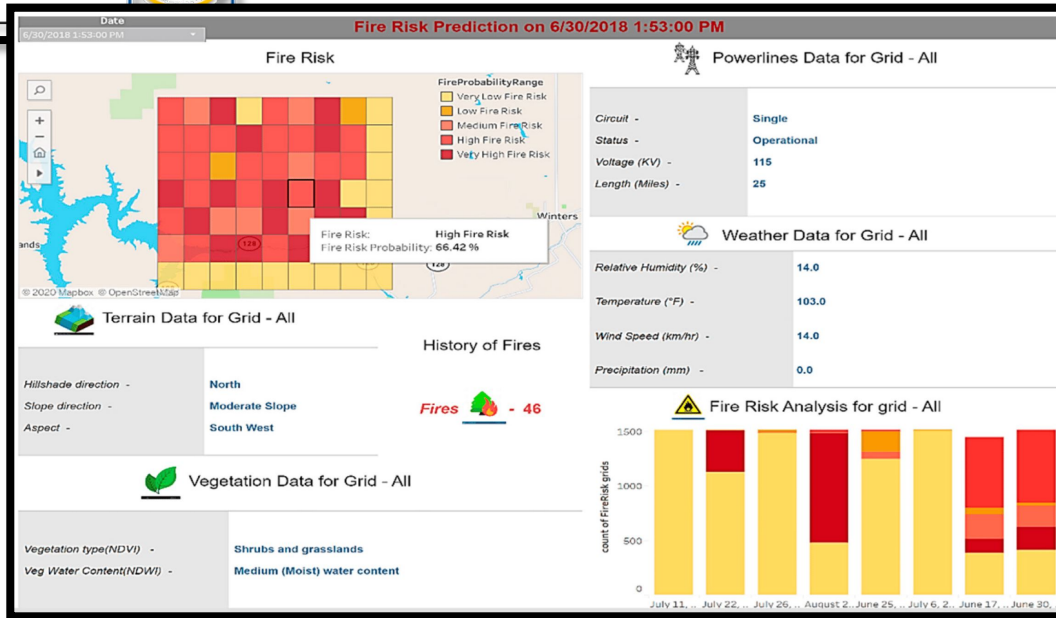 Date
6/30/2018 1:53:00 PM
Fire Risk Prediction on 6/30/2018 1:53:00 PM
Fire Risk
FireProbabilityRange
Very Low Fire Risk
Low Fire Risk
Medium Fire Risk
High Fire Risk
Very High Fire Risk
Winters
128
Fire Risk: High Fire Risk
Fire Risk Probability: 66.42 %
128
ands
© 2020 Mapbox © OpenStreetMap
Powerlines Data for Grid - All
Circuit - Single
Status - Operational
Voltage (KV) - 115
Length (Miles) - 25
Weather Data for Grid - All
Relative Humidity (%) - 14.0
Temperature (°F) - 103.0
Wind Speed (km/hr) - 14.0
Precipitation (mm) - 0.0
Terrain Data for Grid - All
Hillshade direction - North
Slope direction - Moderate Slope
Aspect - South West
History of Fires
Fires - 46
Vegetation Data for Grid - All
Vegetation type(NDVI) - Shrubs and grasslands
Veg Water Content(NDWI) - Medium (Moist) water content
Fire Risk Analysis for grid - All
count of FireRisk grids
1500
1000
500
0
July 11, .. July 22, .. July 26, .. August 2.. June 25, .. July 6, 2.. June 17, .. June 30,